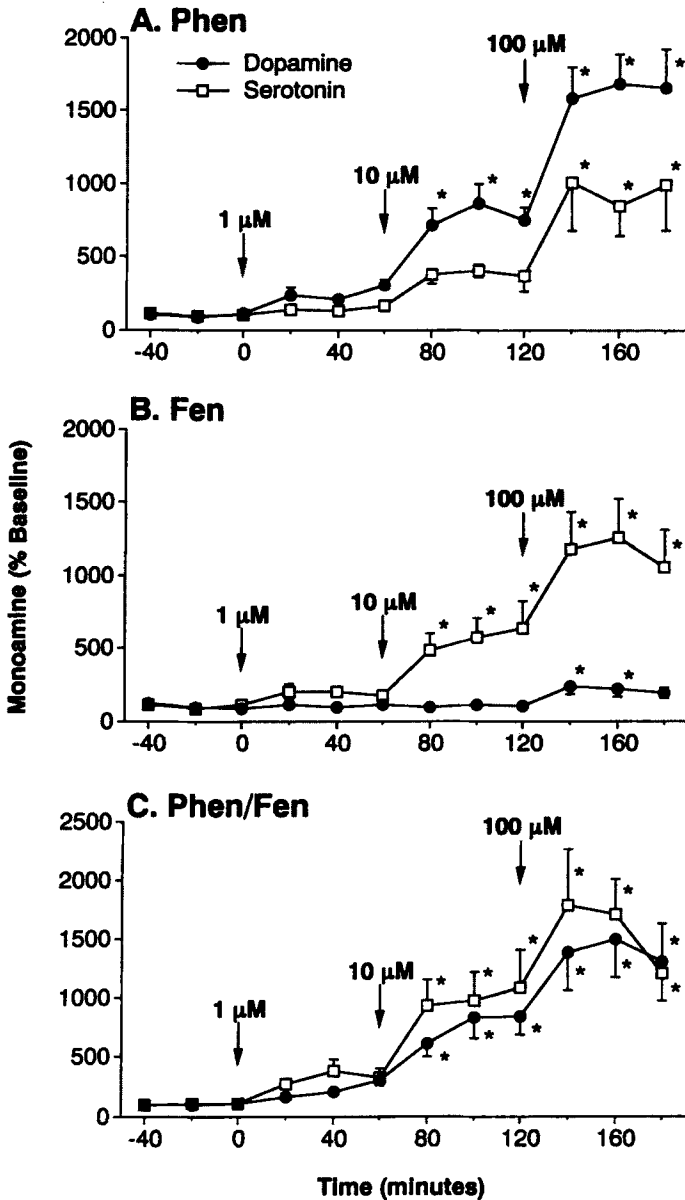 A. Phen
2000
1500
1000
500
0
Dopamine
Serotonin
1 µM
10 µM
100 µM
* * * * * *
* * *
-40 0 40 80 120 160
B. Fen
2000
1500
1000
500
0
1 µM
10 µM
100 µM
* * * * * *
* *
-40 0 40 80 120 160
C. Phen/Fen
2500
2000
1500
1000
500
0
1 µM
10 µM
100 µM
* * * * * *
* * * * * *
-40 0 40 80 120 160
Monoamine (% Baseline)
Time (minutes)